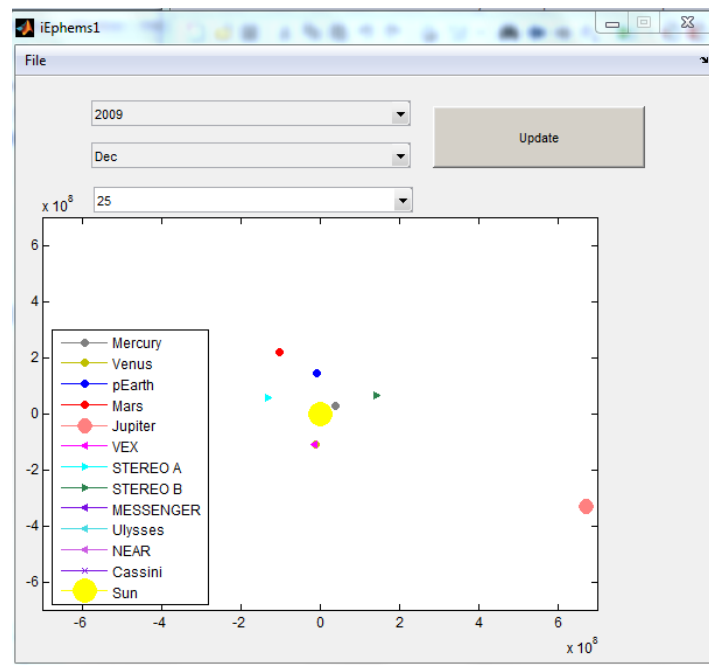 iEphems1
File
2009
Update
Dec
25
x 10^8
6
4
2
0
-2
-4
-6
Mercury
Venus
pEarth
Mars
Jupiter
VEX
STEREO A
STEREO B
MESSENGER
Ulysses
NEAR
Cassini
Sun
-6 -4 -2 0 2 4 6
x 10^8